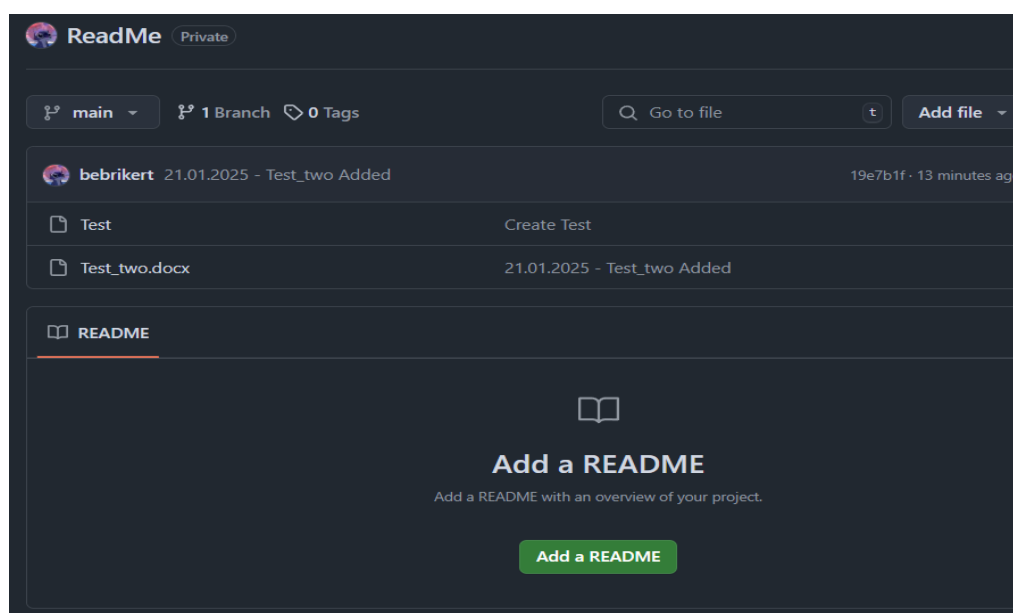 ReadMe Private
main 1 Branch 0 Tags Go to file t Add file
bebrikert 21.01.2025 - Test_two Added 19e7b1f · 13 minutes ag
Test Create Test
Test_two.docx 21.01.2025 - Test_two Added
README
Add a README
Add a README with an overview of your project.
Add a README